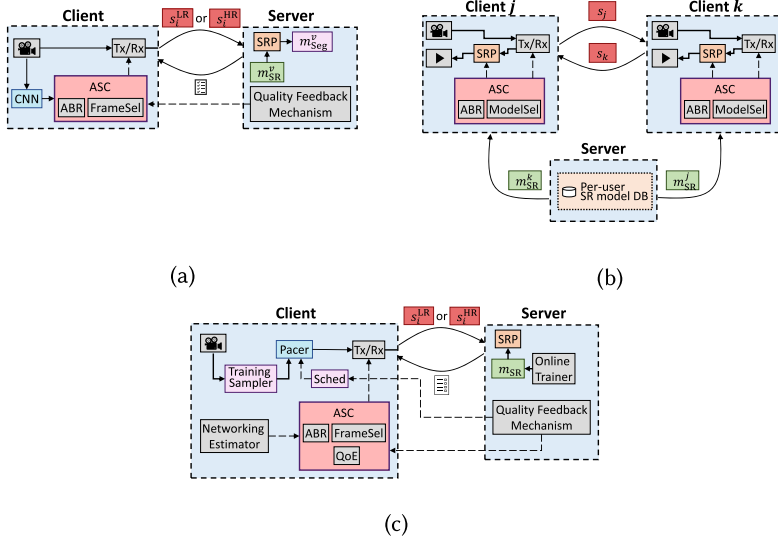 Client
Server
s_i^LR or s_i^HR
Tx/Rx
SRP
m_Seg^v
m_SR^v
CNN
ASC
ABR
FrameSel
Quality Feedback
Mechanism
(a)
Client j
Client k
s_j
s_k
Tx/Rx
SRP
ASC
ABR
ModelSel
Tx/Rx
SRP
ASC
ABR
ModelSel
Server
m_SR^k
Per-user
SR model DB
m_SR^j
(b)
Client
Server
s_i^LR or s_i^HR
Pacer
Tx/Rx
SRP
Training
Sampler
Sched
m_SR
Online
Trainer
Networking
Estimator
ASC
ABR
FrameSel
QoE
Quality Feedback
Mechanism
(c)